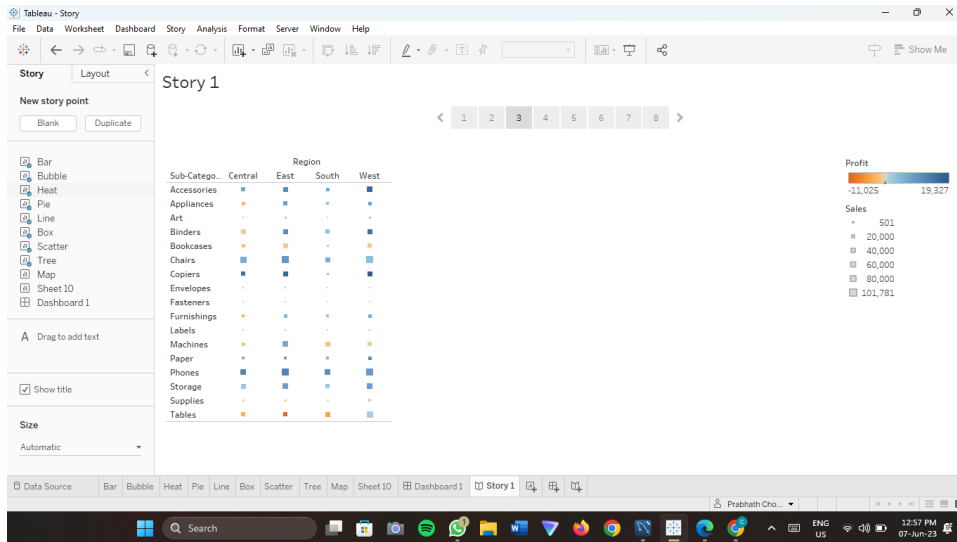 Tableau - Story
File Data Worksheet Dashboard Story Analysis Format Server Window Help
Show Me
Story Layout
New story point
Blank Duplicate
Bar
Bubble
Heat
Pie
Line
Box
Scatter
Tree
Map
Sheet 10
Dashboard 1
A Drag to add text
Show title
Size
Automatic
Story 1
1 2 3 4 5 6 7 8
Region
Sub-Catego.. Central East South West
Accessories
Appliances
Art
Binders
Bookcases
Chairs
Copiers
Envelopes
Fasteners
Furnishings
Labels
Machines
Paper
Phones
Storage
Supplies
Tables
Profit
-11,025 19,327
Sales
501
20,000
40,000
60,000
80,000
101,781
Data Source Bar Bubble Heat Pie Line Box Scatter Tree Map Sheet 10 Dashboard 1 Story 1
Prabhath Cho...
Search
ENG
US
12:57 PM
07-Jun-23